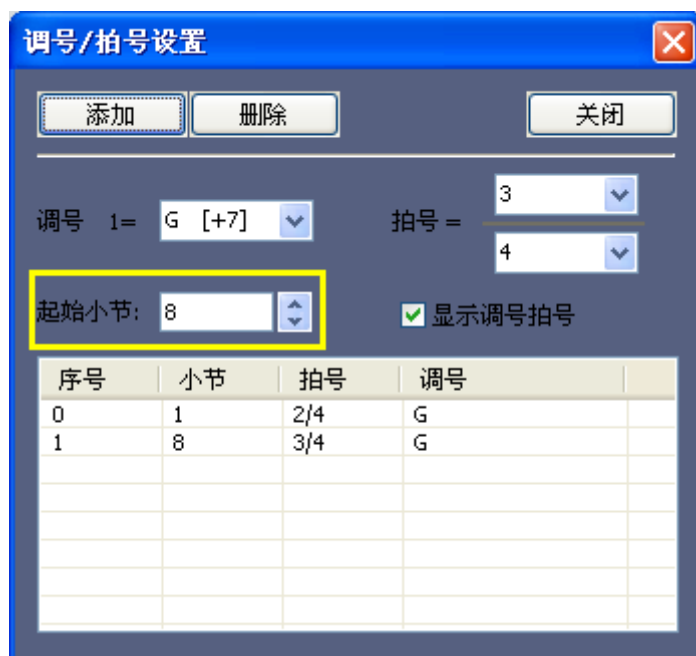 调号/拍号设置
添加 删除 关闭
调号 1= G [+7] 拍号 = 3
4
起始小节: 8 显示调号拍号
序号 小节 拍号 调号
0 1 2/4 G
1 8 3/4 G